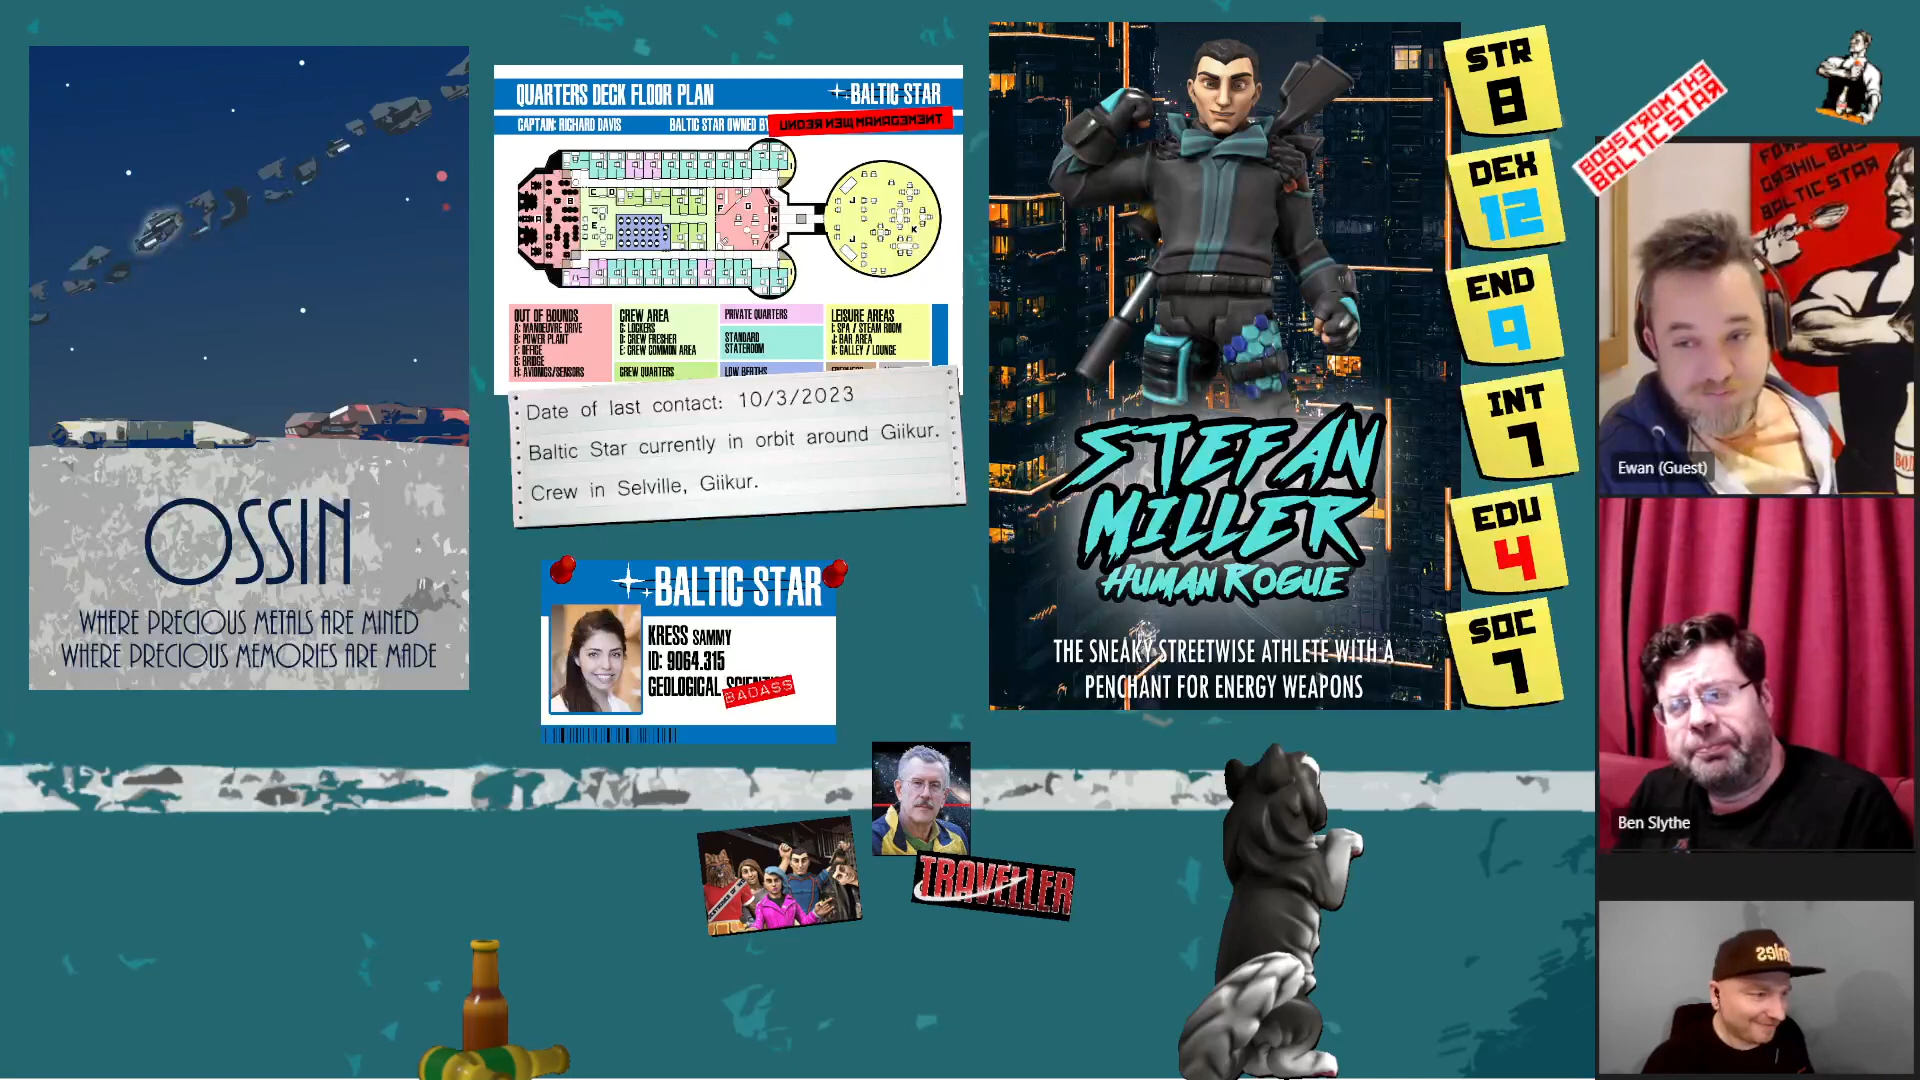 OSSIN
WHERE PRECIOUS METALS ARE MINED
WHERE PRECIOUS MEMORIES ARE MADE
QUARTERS DECK FLOOR PLAN
BALTIC STAR
CAPTAIN: RICHARD DAVIS
BALTIC STAR OWNED BY
UNDER NEW MANAGEMENT
OUT OF BOUNDS
A: MANOEUVRE DRIVE
B: POWER PLANT
F: OFFICE
G: BRIDGE
H: AVIONICS/SENSORS
CREW AREA
C: LOCKERS
D: CREW FRESHER
E: CREW COMMON AREA
CREW QUARTERS
PRIVATE QUARTERS
STANDARD
STATEROOM
LOW BERTHS
LEISURE AREAS
I: SPA / STEAM ROOM
J: BAR AREA
K: GALLEY / LOUNGE
Date of last contact: 10/3/2023
Baltic Star currently in orbit around Giikur.
Crew in Selville, Giikur.
BALTIC STAR
KRESS SAMMY
ID: 9064.315
GEOLOGICAL
BADASS
TRAVELLER
STEFAN
MILLER
HUMAN ROGUE
THE SNEAKY STREETWISE ATHLETE WITH A
PENCHANT FOR ENERGY WEAPONS
STR
8
DEX
12
END
9
INT
7
EDU
4
SOC
7
BOYS FROM THE
BALTIC STAR
BALTIC STAR
Ewan (Guest)
Ben Slythe